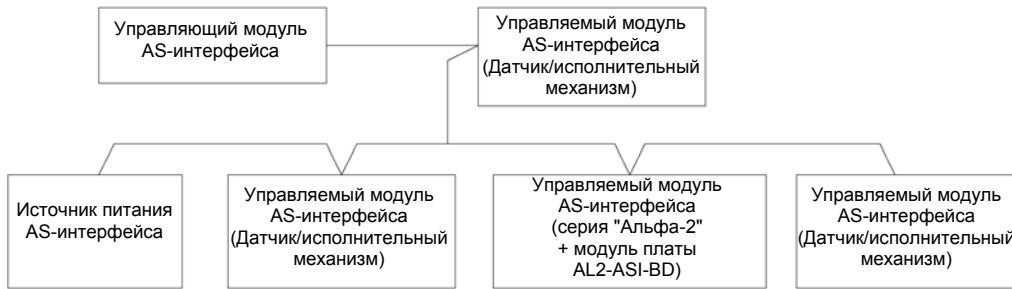 Управляющий модуль
AS-интерфейса
Управляемый модуль
AS-интерфейса
(Датчик/исполнительный
механизм)
Источник питания
AS-интерфейса
Управляемый модуль
AS-интерфейса
(Датчик/исполнительный
механизм)
Управляемый модуль
AS-интерфейса
(серия "Альфа-2"
+ модуль платы
AL2-ASI-BD)
Управляемый модуль
AS-интерфейса
(Датчик/исполнительный
механизм)